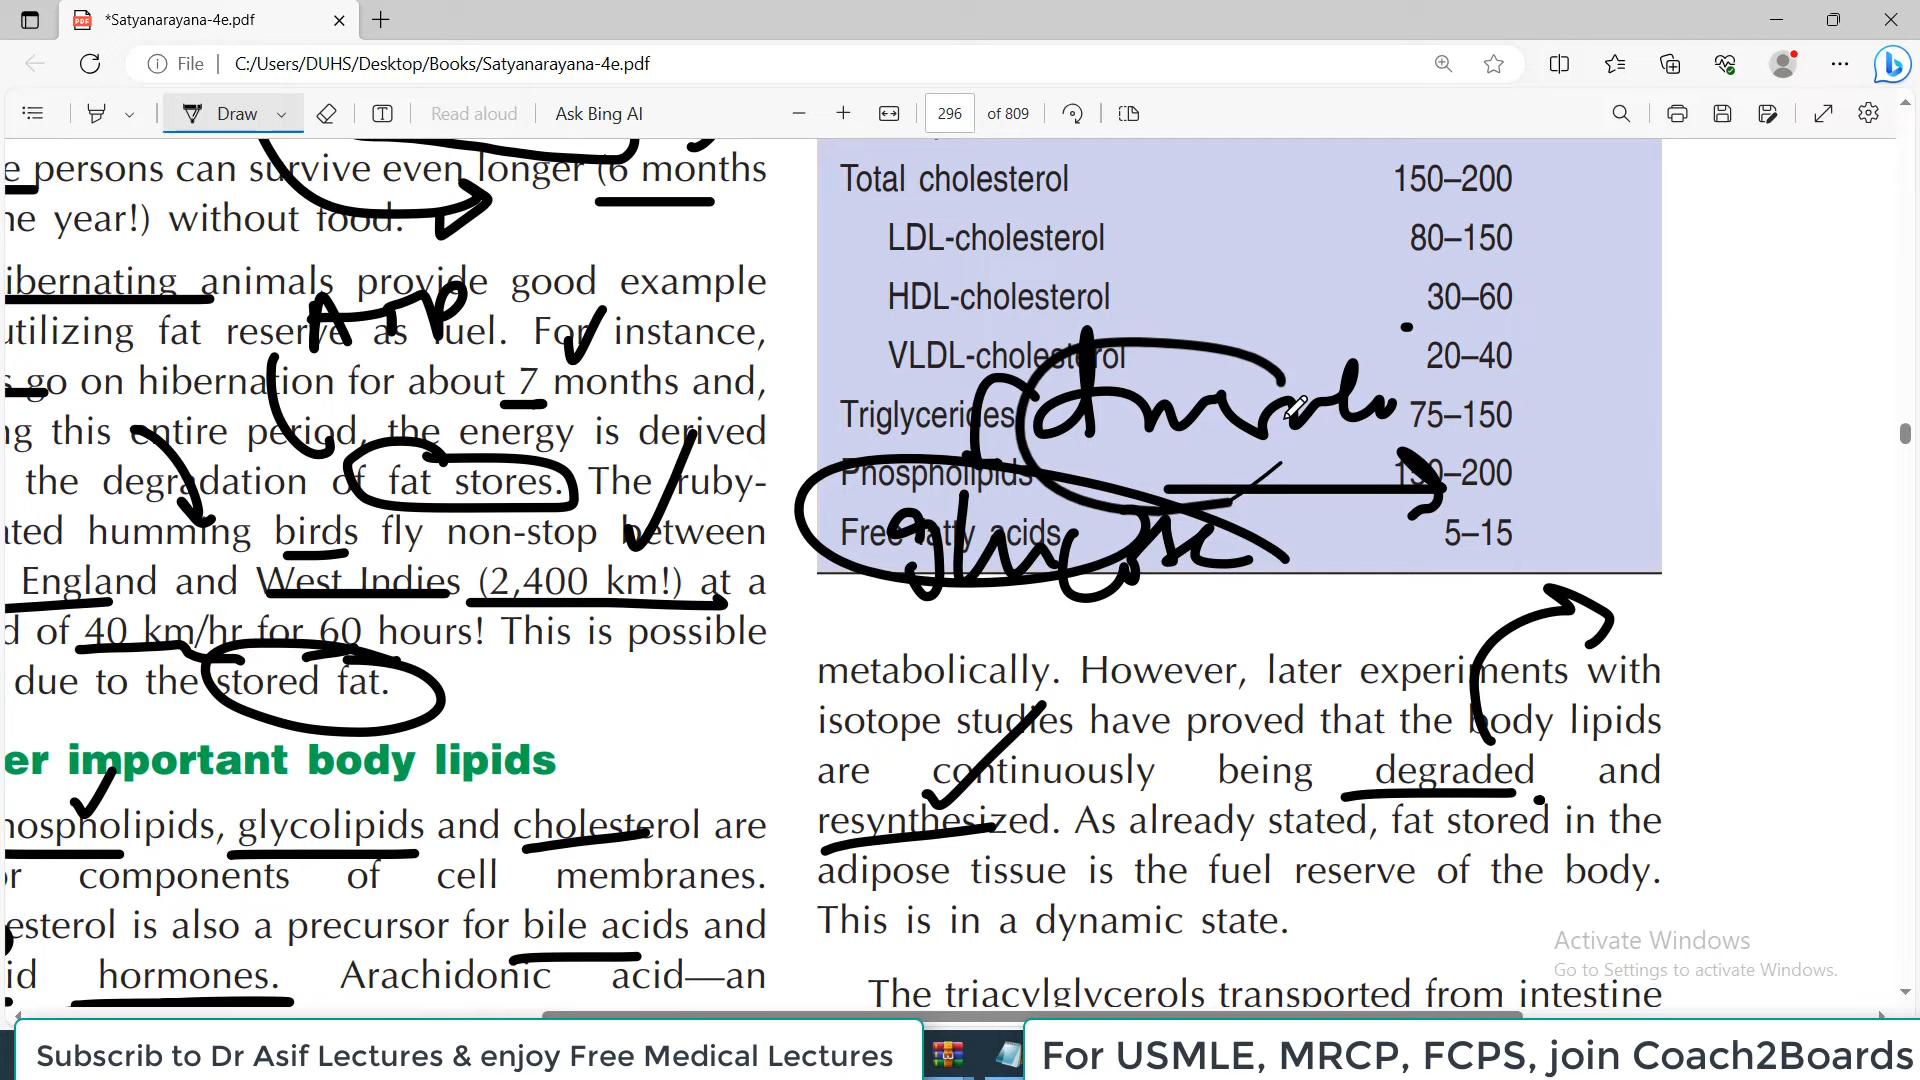 *Satyanarayana-4e.pdf
File
C:/Users/DUHS/Desktop/Books/Satyanarayana-4e.pdf
Draw
Read aloud
Ask Bing AI
296 of 809
e persons can survive even longer (6 months
ne year!) without food.
ibernating animals provide good example
utilizing fat reserve as fuel. For instance,
s go on hibernation for about 7 months and,
ng this entire period, the energy is derived
the degradation of fat stores. The ruby-
ated humming birds fly non-stop between
England and West Indies (2,400 km!) at a
d of 40 km/hr for 60 hours! This is possible
due to the stored fat.
er important body lipids
hospholipids, glycolipids and cholesterol are
or components of cell membranes.
esterol is also a precursor for bile acids and
id hormones. Arachidonic acid—an
ATP
Total cholesterol 150–200
LDL-cholesterol 80–150
HDL-cholesterol 30–60
VLDL-cholesterol 20–40
Triglycerides 75–150
Phospholipids 150–200
Free fatty acids 5–15
glucose
metabolically. However, later experiments with
isotope studies have proved that the body lipids
are continuously being degraded and
resynthesized. As already stated, fat stored in the
adipose tissue is the fuel reserve of the body.
This is in a dynamic state.
The triacylglycerols transported from intestine
Activate Windows
Go to Settings to activate Windows.
Subscrib to Dr Asif Lectures & enjoy Free Medical Lectures
For USMLE, MRCP, FCPS, join Coach2Boards